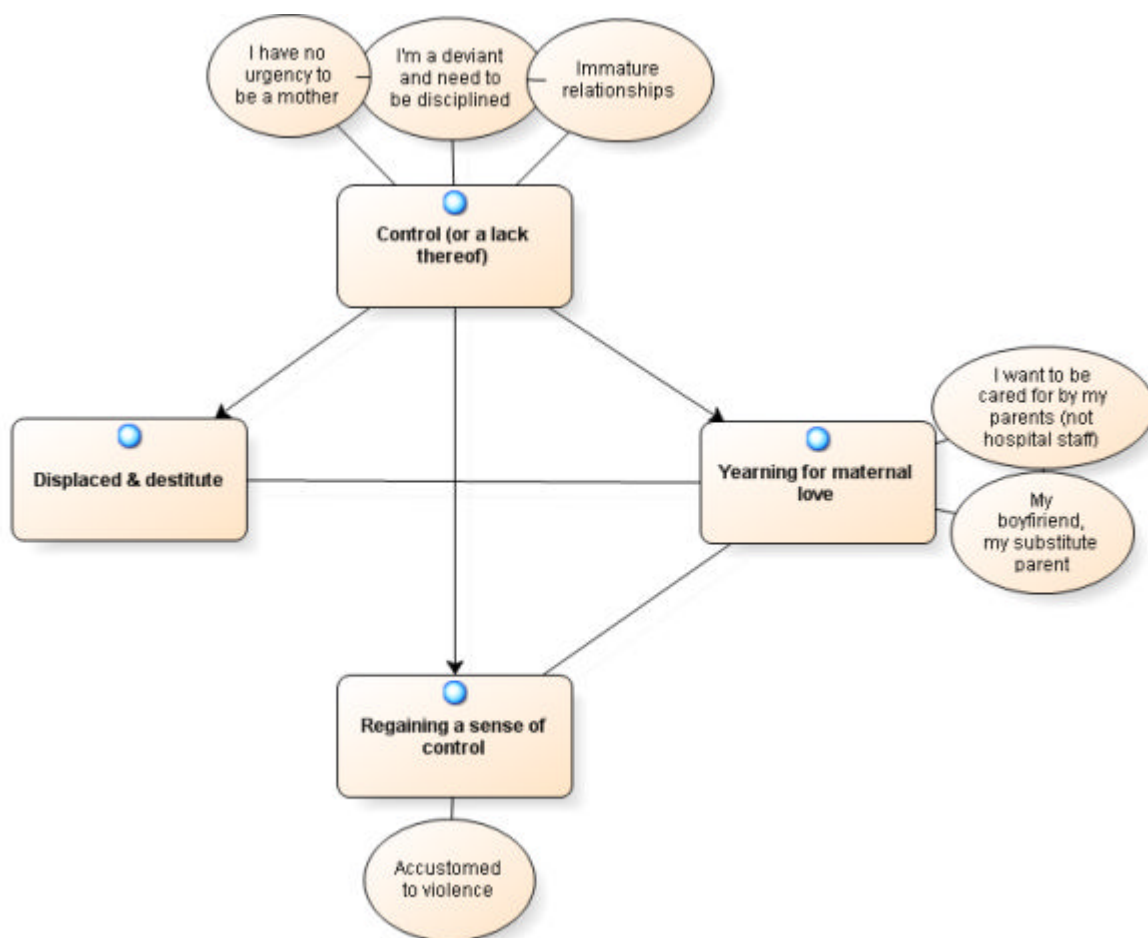 I have no
urgency to
be a mother
I'm a deviant
and need to
be disciplined
Immature
relationships
Control (or a lack
thereof)
Displaced & destitute
Yearning for maternal
love
I want to be
cared for by my
parents (not
hospital staff)
My
boyfiriend,
my substitute
parent
Regaining a sense of
control
Accustomed
to violence